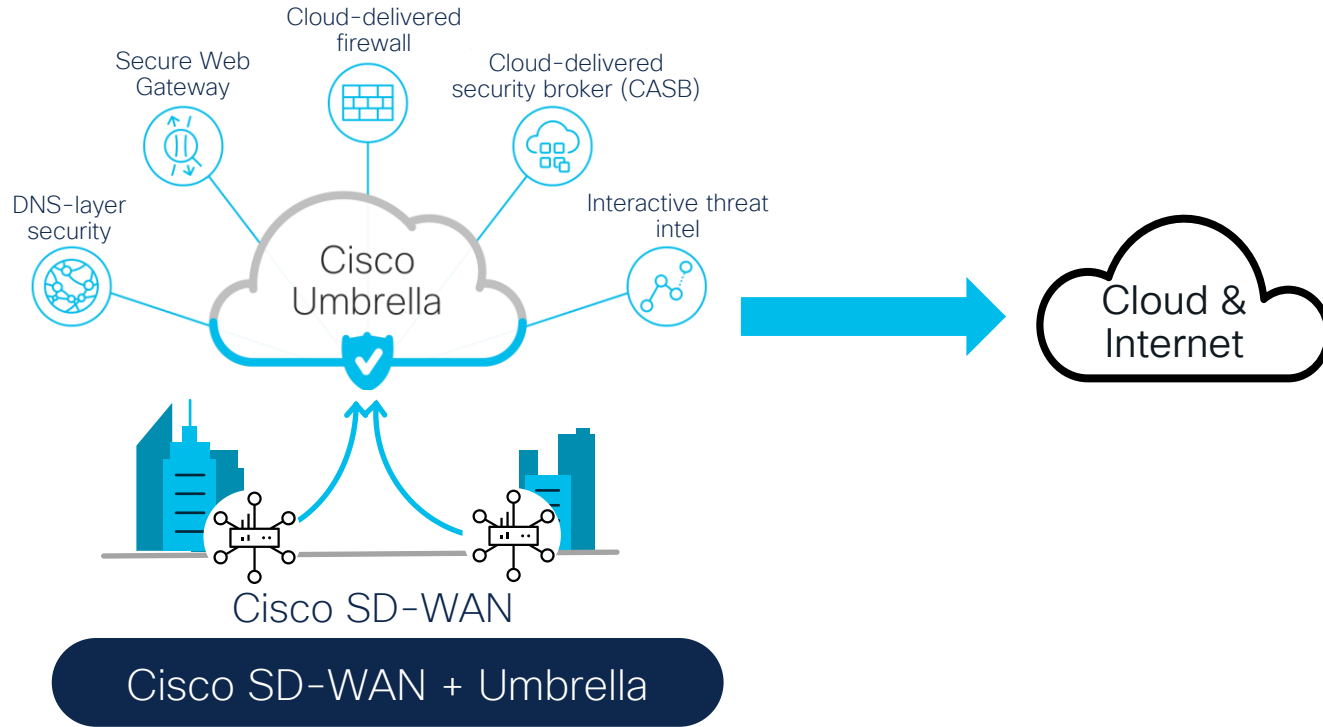 Cloud-delivered
firewall
Secure Web
Gateway
Cloud-delivered
security broker (CASB)
DNS-layer
security
Interactive threat
intel
Cisco
Umbrella
Cloud &
Internet
Cisco SD-WAN
Cisco SD-WAN + Umbrella